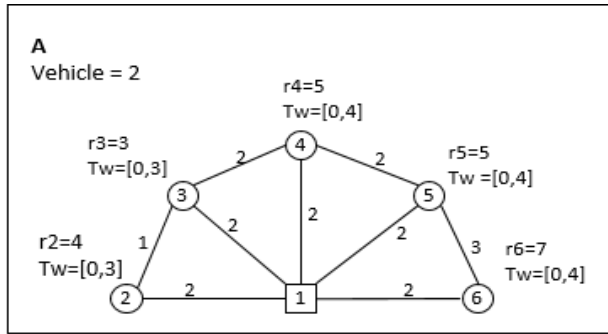 A
Vehicle = 2
r4=5
Tw=[0,4]
r3=3
Tw=[0,3]
2
4
2
r5=5
Tw =[0,4]
3
2
2
2
5
r2=4
Tw=[0,3]
1
3
r6=7
Tw=[0,4]
2
2
1
2
6